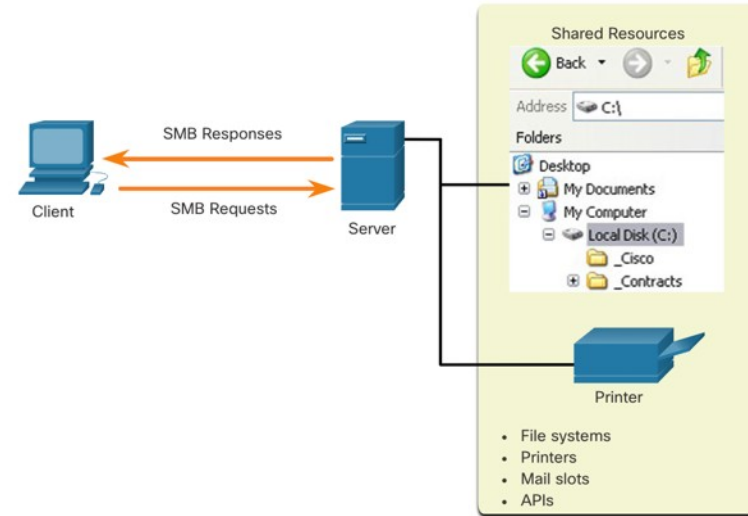 SMB Responses
SMB Requests
Client
Server
Shared Resources
Back
Address C:\
Folders
Desktop
My Documents
My Computer
Local Disk (C:)
_Cisco
_Contracts
Printer
• File systems
• Printers
• Mail slots
• APIs